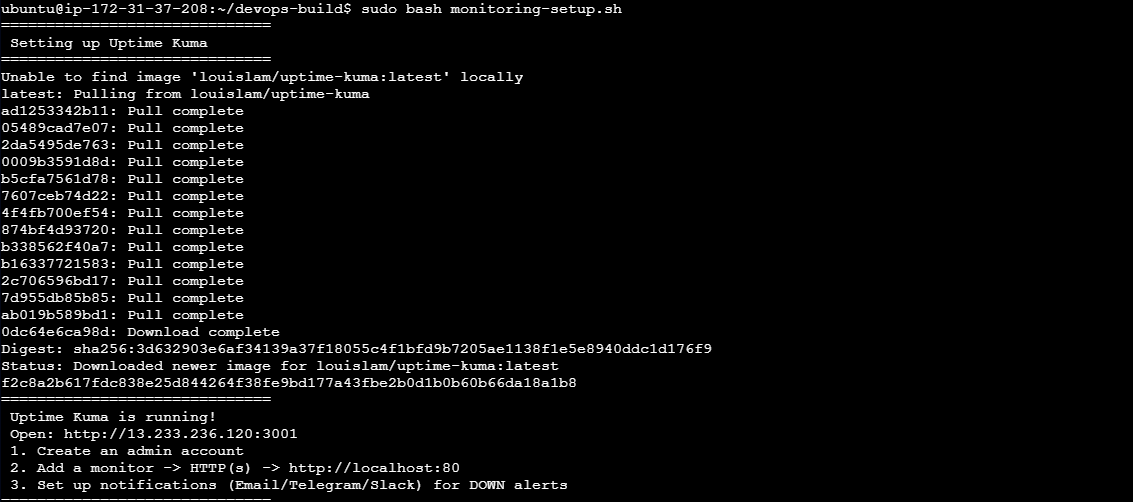 ubuntu@ip-172-31-37-208:~/devops-build$ sudo bash monitoring-setup.sh
==============================
 Setting up Uptime Kuma
==============================
Unable to find image 'louislam/uptime-kuma:latest' locally
latest: Pulling from louislam/uptime-kuma
ad1253342b11: Pull complete
05489cad7e07: Pull complete
2da5495de763: Pull complete
0009b3591d8d: Pull complete
b5cfa7561d78: Pull complete
7607ceb74d22: Pull complete
4f4fb700ef54: Pull complete
874bf4d93720: Pull complete
b338562f40a7: Pull complete
b16337721583: Pull complete
2c706596bd17: Pull complete
7d955db85b85: Pull complete
ab019b589bd1: Pull complete
0dc64e6ca98d: Download complete
Digest: sha256:3d632903e6af34139a37f18055c4f1bfd9b7205ae1138f1e5e8940ddc1d176f9
Status: Downloaded newer image for louislam/uptime-kuma:latest
f2c8a2b617fdc838e25d844264f38fe9bd177a43fbe2b0d1b0b60b66da18a1b8
==============================
 Uptime Kuma is running!
 Open: http://13.233.236.120:3001
 1. Create an admin account
 2. Add a monitor -> HTTP(s) -> http://localhost:80
 3. Set up notifications (Email/Telegram/Slack) for DOWN alerts
==============================